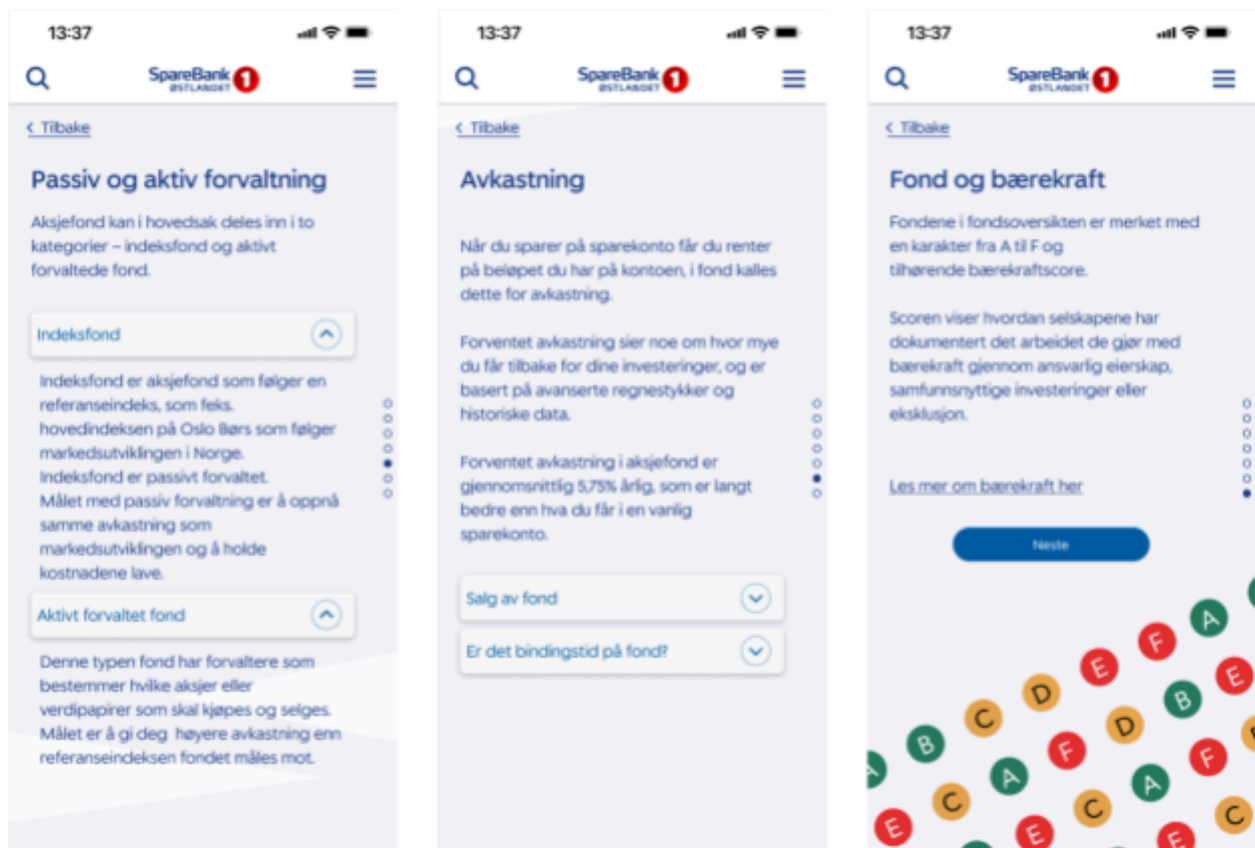 13:37
SpareBank 1
ØSTLANDET
< Tilbake
Passiv og aktiv forvaltning
Aksjefond kan i hovedsak deles inn i to
kategorier – indeksfond og aktivt
forvaltede fond.
Indeksfond
Indeksfond er aksjefond som følger en
referanseindeks, som feks.
hovedindeksen på Oslo Børs som følger
markedsutviklingen i Norge.
Indeksfond er passivt forvaltet.
Målet med passiv forvaltning er å oppnå
samme avkastning som
markedsutviklingen og å holde
kostnadene lave.
Aktivt forvaltet fond
Denne typen fond har forvaltere som
bestemmer hvilke aksjer eller
verdipapirer som skal kjøpes og selges.
Målet er å gi deg høyere avkastning enn
referanseindeksen fondet måles mot.
13:37
SpareBank 1
ØSTLANDET
< Tilbake
Avkastning
Når du sparer på sparekonto får du renter
på beløpet du har på kontoen, i fond kalles
dette for avkastning.
Forventet avkastning sier noe om hvor mye
du får tilbake for dine investeringer, og er
basert på avanserte regnestykker og
historiske data.
Forventet avkastning i aksjefond er
gjennomsnittlig 5,75% årlig, som er langt
bedre enn hva du får i en vanlig
sparekonto.
Salg av fond
Er det bindingstid på fond?
13:37
SpareBank 1
ØSTLANDET
< Tilbake
Fond og bærekraft
Fondene i fondsoversikten er merket med
en karakter fra A til F og
tilhørende bærekraftscore.
Scoren viser hvordan selskapene har
dokumentert det arbeidet de gjør med
bærekraft gjennom ansvarlig eierskap,
samfunnsnyttige investeringer eller
eksklusjon.
Les mer om bærekraft her
Neste
A B C D E F A
E C A F D B E
E C A F
E C